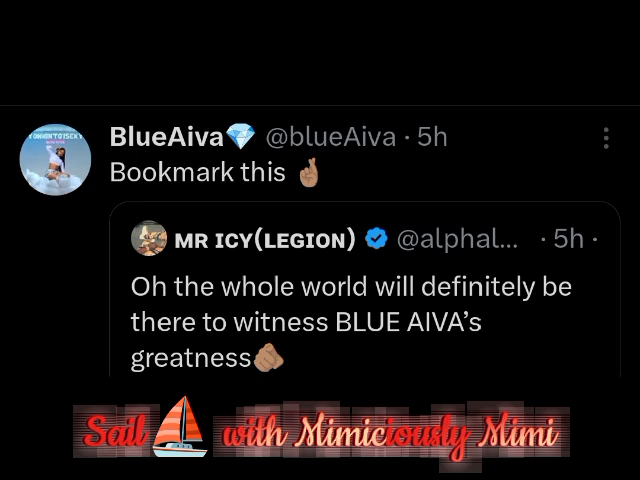 BlueAiva💎 @blueAiva · 5h
Bookmark this 🤞🏽
MR ICY(LEGION) @alphal... · 5h ·
Oh the whole world will definitely be
there to witness BLUE AIVA’s
greatness🫵🏽
Sail ⛵ with Mimiciously Mimi